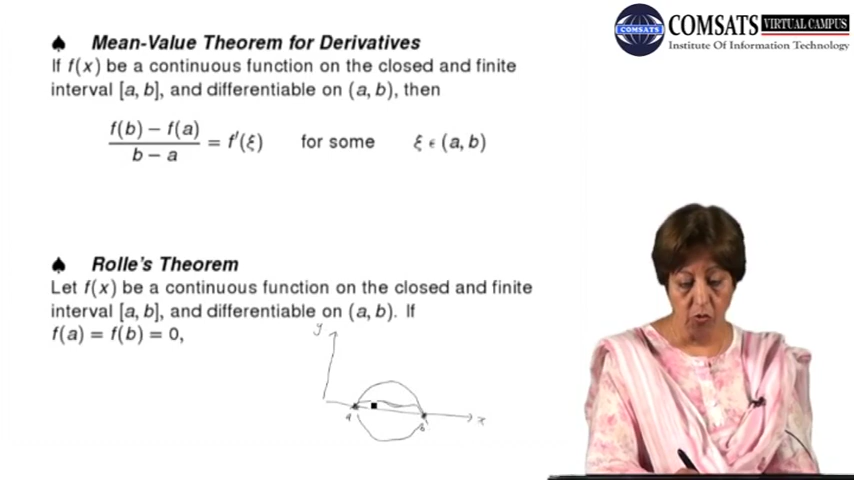 COMSATS VIRTUAL CAMPUS
COMSATS
Institute Of Information Technology
♠ Mean-Value Theorem for Derivatives
If f(x) be a continuous function on the closed and finite
interval [a, b], and differentiable on (a, b), then
f(b) − f(a)
b − a
= f′(ξ) for some ξ ϵ (a, b)
♠ Rolle's Theorem
Let f(x) be a continuous function on the closed and finite
interval [a, b], and differentiable on (a, b). If
f(a) = f(b) = 0,
y
a
b
x
COMSATS